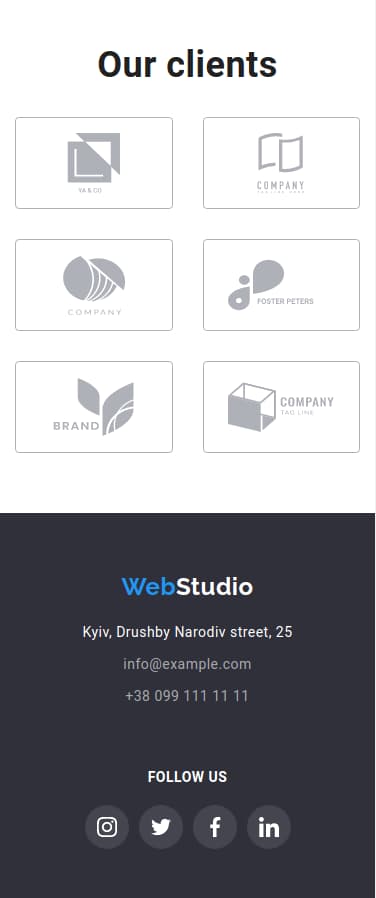 Our clients
YA & CO
COMPANY
COMPANY
FOSTER PETERS
BRAND
COMPANY
TAG LINE
WebStudio
Kyiv, Drushby Narodiv street, 25
info@example.com
+38 099 111 11 11
FOLLOW US